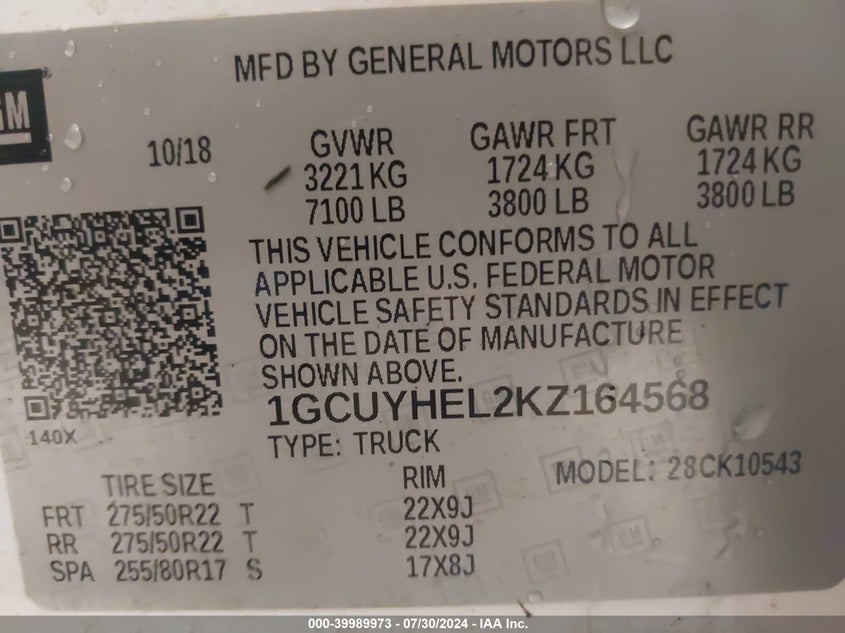 MFD BY GENERAL MOTORS LLC
GM
10/18
GVWR
3221 KG
7100 LB
GAWR FRT
1724 KG
3800 LB
GAWR RR
1724 KG
3800 LB
THIS VEHICLE CONFORMS TO ALL
APPLICABLE U.S. FEDERAL MOTOR
VEHICLE SAFETY STANDARDS IN EFFECT
ON THE DATE OF MANUFACTURE
SHOWN ABOVE.
1GCUYHEL2KZ164568
140X
TYPE: TRUCK
MODEL: 28CK10543
TIRE SIZE RIM
FRT 275/50R22 T 22X9J
RR 275/50R22 T 22X9J
SPA 255/80R17 S 17X8J
000-39989973 - 07/30/2024 - IAA Inc.